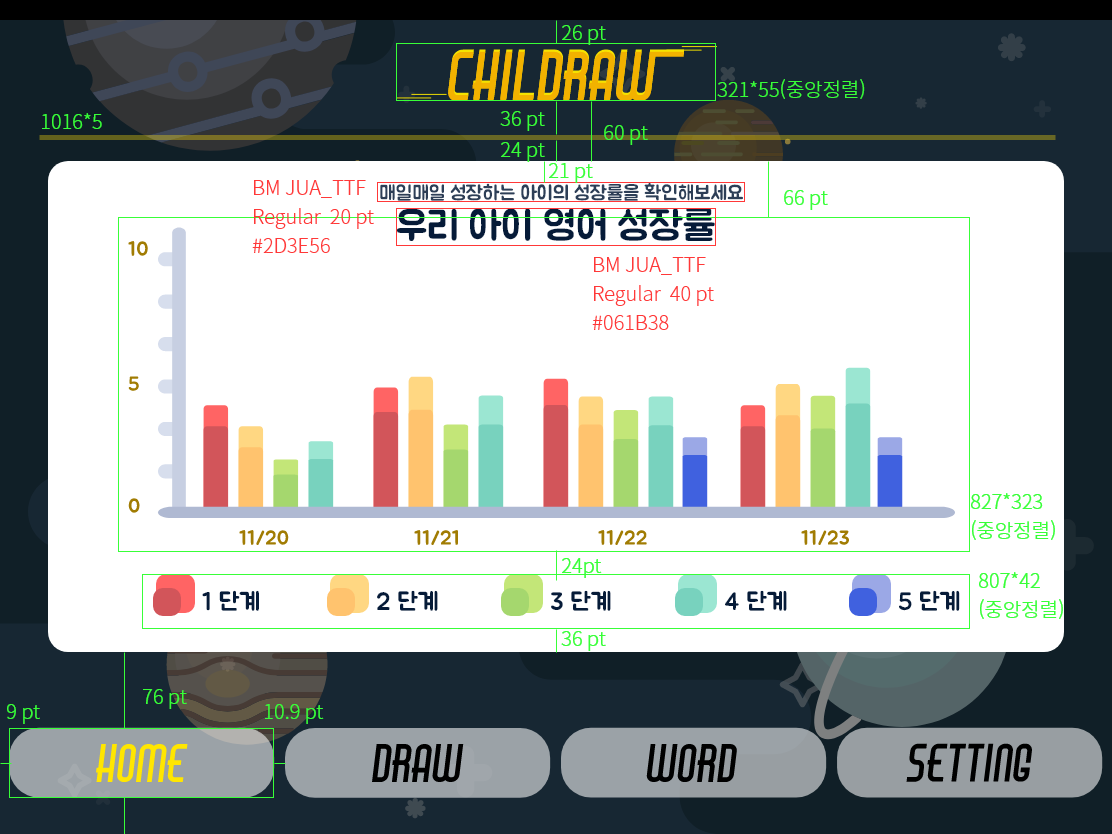 26 pt
CHILDRAW
321*55(중앙정렬)
1016*5
36 pt
60 pt
24 pt
21 pt
BM JUA_TTF
Regular 20 pt
#2D3E56
매일매일 성장하는 아이의 성장률을 확인해보세요
66 pt
우리 아이 영어 성장률
BM JUA_TTF
Regular 40 pt
#061B38
10
5
0
11/20
11/21
11/22
11/23
827*323
(중앙정렬)
24pt
1 단계
2 단계
3 단계
4 단계
5 단계
807*42
(중앙정렬)
36 pt
76 pt
9 pt
10.9 pt
HOME
DRAW
WORD
SETTING